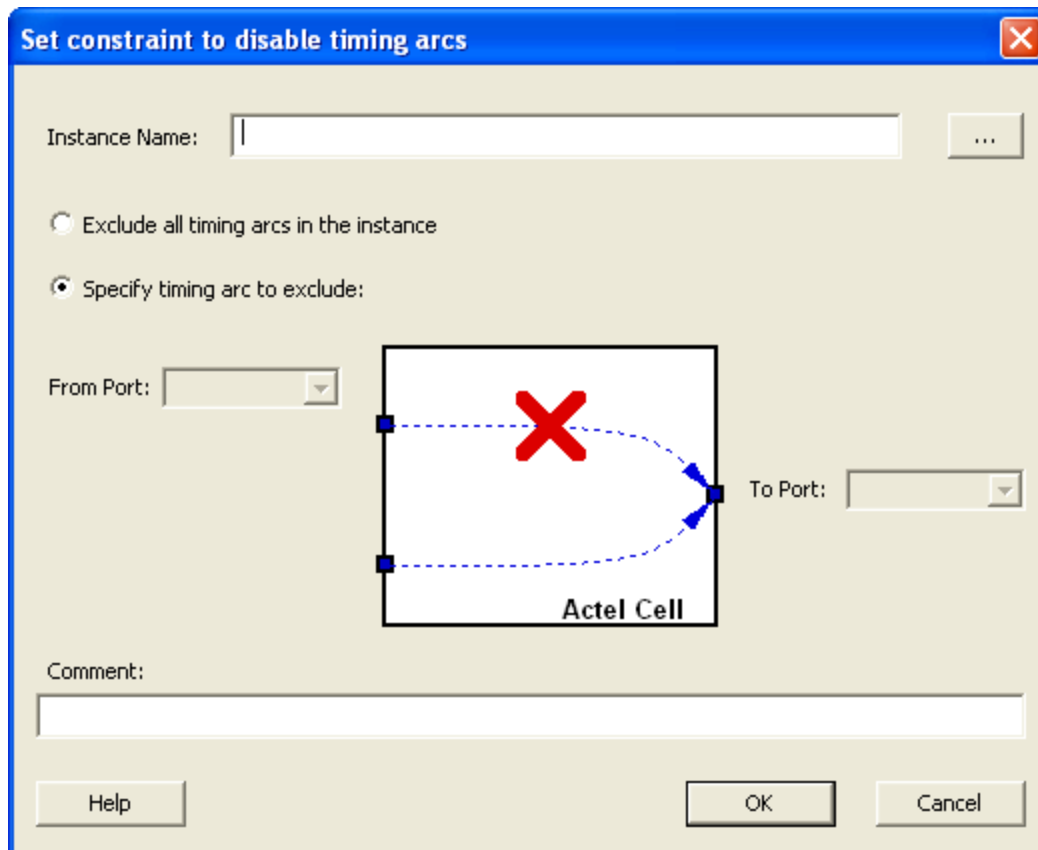 Set constraint to disable timing arcs
Instance Name:
...
Exclude all timing arcs in the instance
Specify timing arc to exclude:
From Port:
To Port:
Actel Cell
Comment:
Help
OK
Cancel